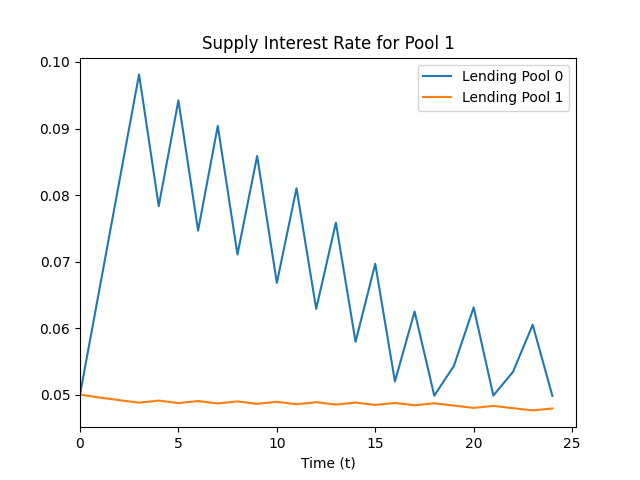 Supply Interest Rate for Pool 1
Lending Pool 0
Lending Pool 1
0.10
0.09
0.08
0.07
0.06
0.05
0 5 10 15 20 25
Time (t)